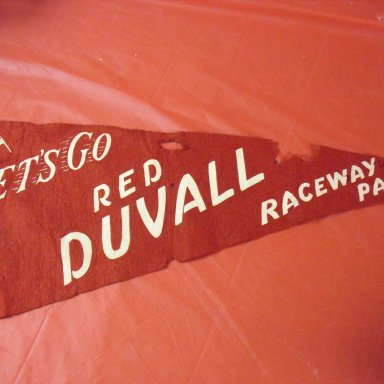 ET'S GO
RED
DUVALL
RACEWAY
PA